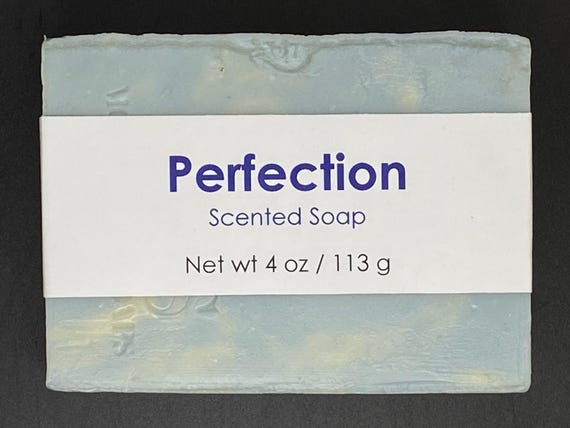 Perfection
Scented Soap
Net wt 4 oz / 113 g